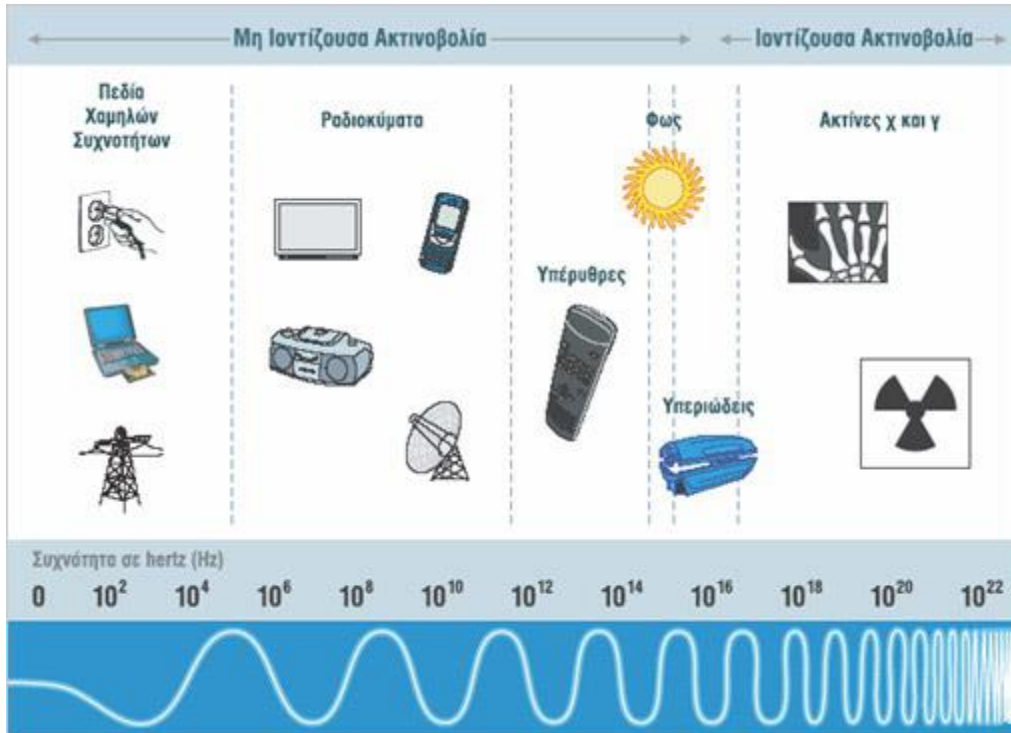 Μη Ιοντίζουσα Ακτινοβολία
Ιοντίζουσα Ακτινοβολία
Πεδία
Χαμηλών
Συχνοτήτων
Ραδιοκύματα
Φως
Ακτίνες χ και γ
Υπέρυθρες
Υπεριώδεις
Συχνότητα σε hertz (Hz)
0 10² 10⁴ 10⁶ 10⁸ 10¹⁰ 10¹² 10¹⁴ 10¹⁶ 10¹⁸ 10²⁰ 10²²